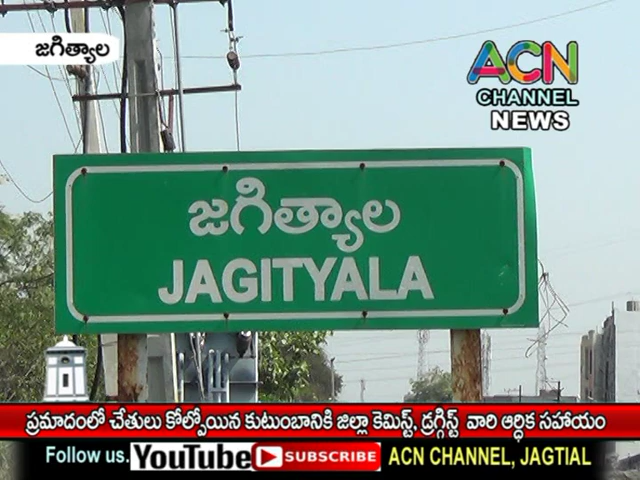 జగిత్యాల
ACN
CHANNEL
NEWS
జగిత్యాల
JAGITYALA
ప్రమాదంలో చేతులు కోల్పోయిన కుటుంబానికి జిల్లా కెమిస్ట్, డ్రగ్గిస్ట్ వారి ఆర్ధిక సహాయం
Follow us. YouTube SUBSCRIBE ACN CHANNEL, JAGTIAL